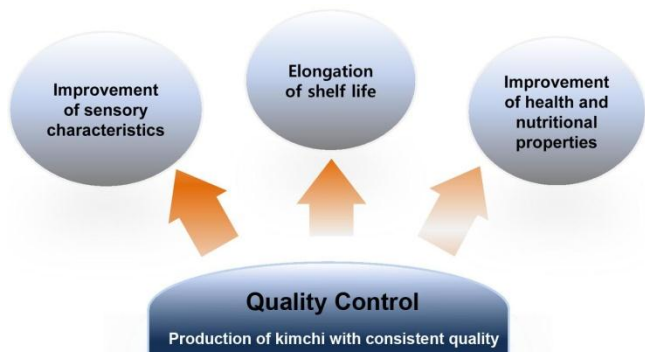 Improvement
of sensory
characteristics
Elongation
of shelf life
Improvement
of health and
nutritional
properties
Quality Control
Production of kimchi with consistent quality